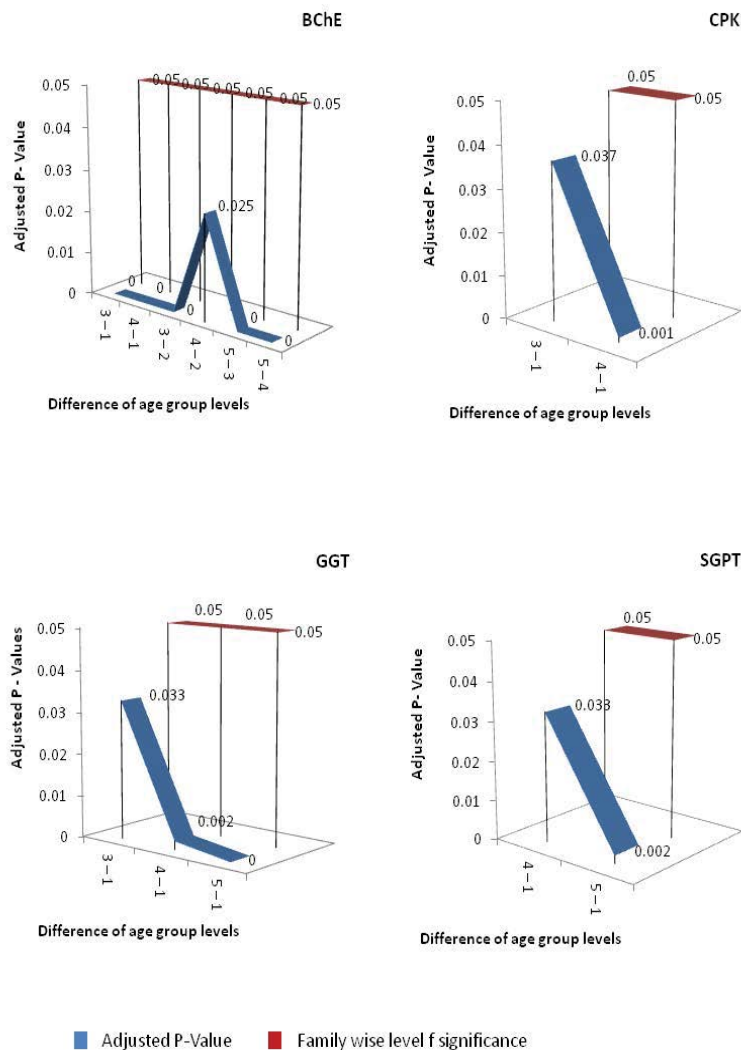 BChE
Adjusted P- Value
0.05
0.04
0.03
0.02
0.01
0
0.05 0.05 0.05 0.05 0.05 0.05
0.025
0 0 0 0 0
3 – 1
4 – 1
3 – 2
4 – 2
5 – 3
5 – 4
Difference of age group levels
CPK
Adjusted P- Value
0.05
0.04
0.03
0.02
0.01
0
0.05
0.05
0.037
0.001
3 – 1
4 – 1
Difference of age group levels
GGT
Adjusted P - Values
0.05
0.04
0.03
0.02
0.01
0
0.05 0.05
0.05
0.033
0.002
0
3 – 1
4 – 1
5 – 1
Difference of age group levels
SGPT
Adjusted P- Value
0.05
0.04
0.03
0.02
0.01
0
0.05
0.05
0.033
0.002
4 – 1
5 – 1
Difference of age group levels
Adjusted P-Value
Family wise level f significance